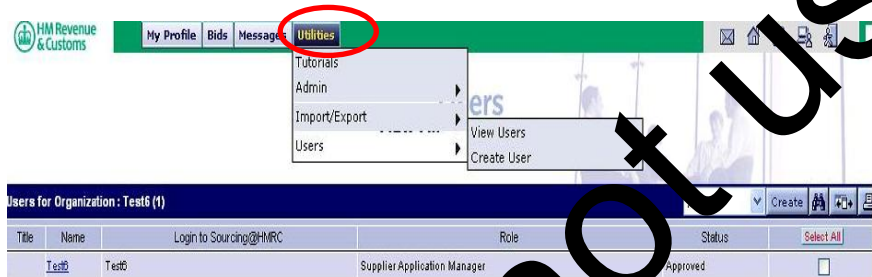 HM Revenue
& Customs
My Profile Bids Messages Utilities
Tutorials
Admin
Import/Export
Users
View Users
Create User
Users for Organization : Test6 (1)
Create
Title Name Login to Sourcing@HMRC Role Status Select All
Test6 Test6 Supplier Application Manager Approved
not us